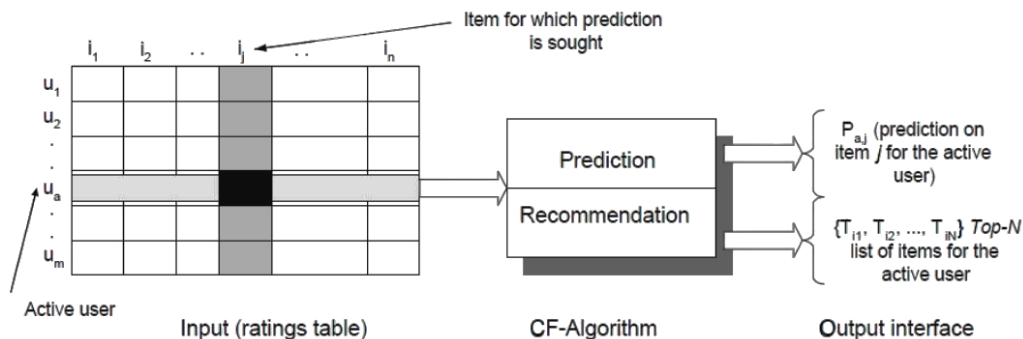 Item for which prediction
is sought
i1 i2 . . ij . . in
u1
u2
.
.
ua
.
.
um
Active user
Prediction
Recommendation
Pa,j (prediction on
item j for the active
user)
{Ti1, Ti2, ..., TiN} Top-N
list of items for the
active user
Input (ratings table)
CF-Algorithm
Output interface